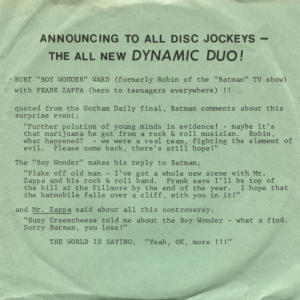 ANNOUNCING TO ALL DISC JOCKEYS —
THE ALL NEW DYNAMIC DUO!
BURT "BOY WONDER" WARD (formerly Robin of the "Batman" TV show)
with FRANK ZAPPA (hero to teenagers everywhere) !!
quoted from the Gotham Daily final, Batman comments about this
surprise event;
"Further polution of young minds in evidence! - maybe it's
that marijuana he got from a rock & roll musician. Robin,
what happened? - we were a real team, fighting the element of
evil. Please come back, there's still hope!"
The "Boy Wonder" makes his reply to Batman;
"Flake off old man - I've got a whole new scene with Mr.
Zappa and his rock & roll band. Frank says I'll be top of
the bill at the Fillmore by the end of the year. I hope that
the batmobile falls over a cliff, with you in it!"
and Mr. Zappa said about all this controversy;
"Suzy Creemcheese told me about the Boy Wonder - what a find.
Sorry Batman, you lose!"
THE WORLD IS SAYING, "Yeah, OK, more !!!"